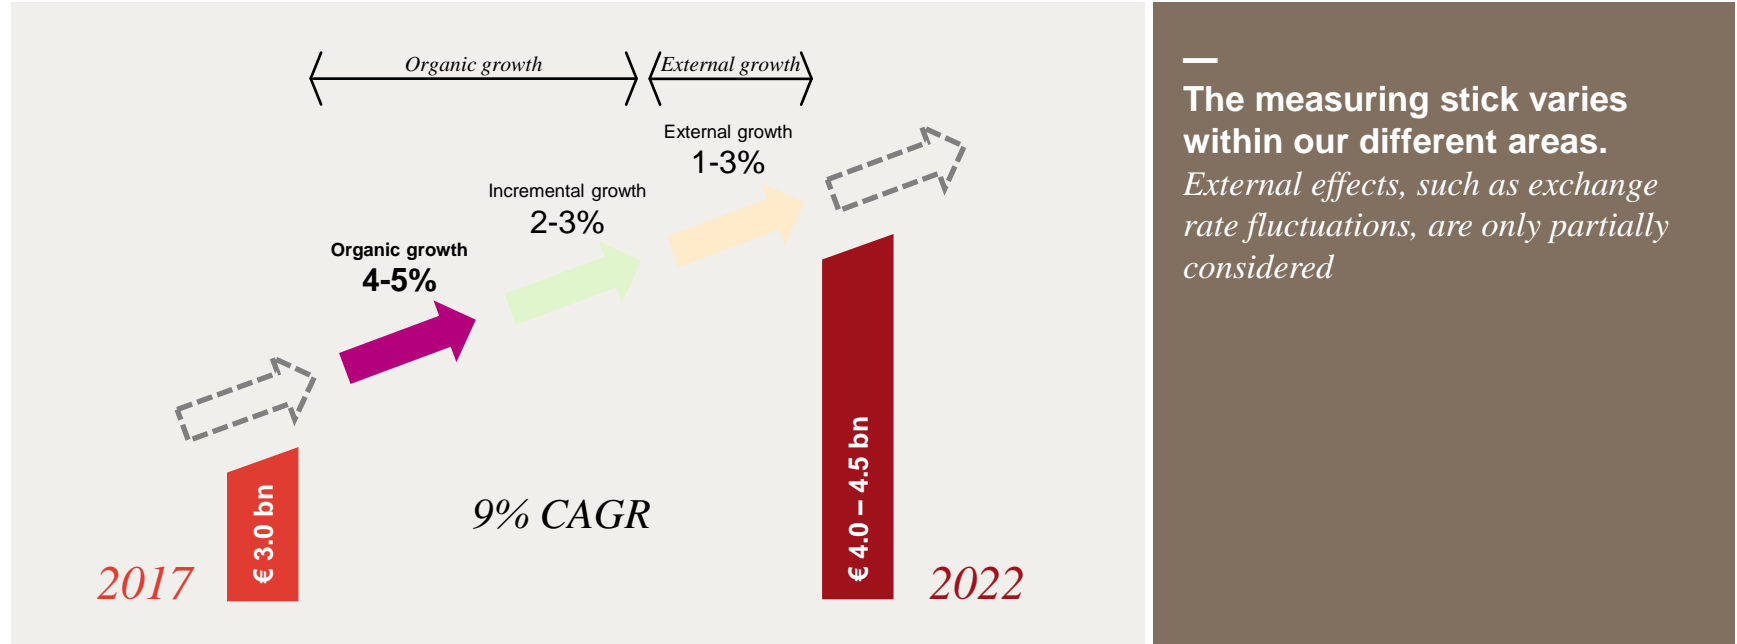 Organic growth
External growth
External growth
1-3%
Incremental growth
2-3%
Organic growth
4-5%
9% CAGR
€ 3.0 bn
€ 4.0 – 4.5 bn
2017
2022
The measuring stick varies
within our different areas.
External effects, such as exchange
rate fluctuations, are only partially
considered